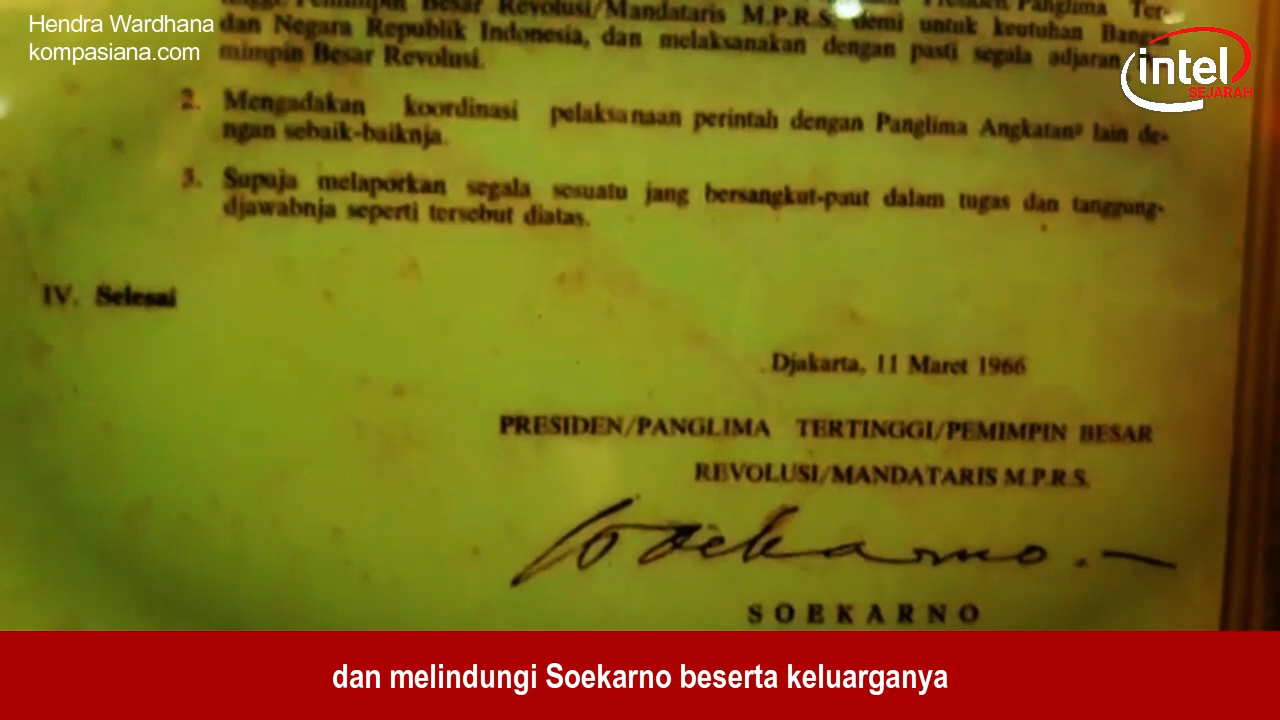 Hendra Wardhana
kompasiana.com
intel
SEJARAH
Besar Revolusi/Mandataris M.P.R.S. demi untuk keutuhan Bangsa
dan Negara Republik Indonesia, dan melaksanakan dengan pasti segala adjaran
mimpin Besar Revolusi.
2. Mengadakan koordinasi pelaksanaan perintah dengan Panglima Angkatan² lain de-
ngan sebaik-baiknja.
3. Supaja melaporkan segala sesuatu jang bersangkut-paut dalam tugas dan tanggung-
djawabnja seperti tersebut diatas.
IV. Selesai
Djakarta, 11 Maret 1966
PRESIDEN/PANGLIMA TERTINGGI/PEMIMPIN BESAR
REVOLUSI/MANDATARIS M.P.R.S.
Soekarno.
SOEKARNO
dan melindungi Soekarno beserta keluarganya